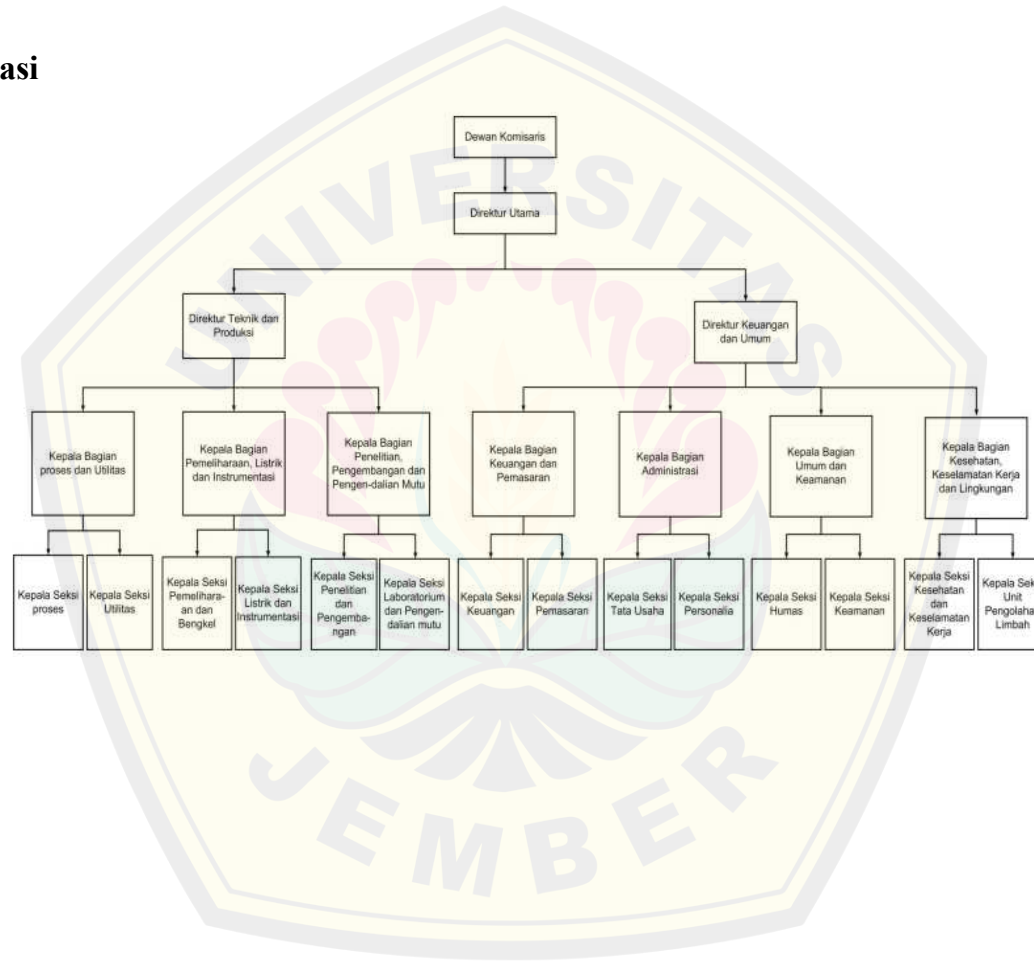 asi
Dewan Komisaris
Direktur Utama
Direktur Teknik dan
Produksi
Direktur Keuangan
dan Umum
Kepala Bagian
proses dan Utilitas
Kepala Bagian
Pemeliharaan, Listrik
dan Instrumentasi
Kepala Bagian
Penelitian,
Pengembangan dan
Pengen-dalian Mutu
Kepala Bagian
Keuangan dan
Pemasaran
Kepala Bagian
Administrasi
Kepala Bagian
Umum dan
Keamanan
Kepala Bagian
Kesehatan,
Keselamatan Kerja
dan Lingkungan
Kepala Seksi
proses
Kepala Seksi
Utilitas
Kepala Seksi
Pemelihara-
an dan
Bengkel
Kepala Seksi
Listrik dan
Instrumentasi
Kepala Seksi
Penelitian
dan
Pengemba-
ngan
Kepala Seksi
Laboratorium
dan Pengen-
dalian mutu
Kepala Seksi
Keuangan
Kepala Seksi
Pemasaran
Kepala Seksi
Tata Usaha
Kepala Seksi
Personalia
Kepala Seksi
Humas
Kepala Seksi
Keamanan
Kepala Seksi
Kesehatan
dan
Keselamatan
Kerja
Kepala Seks
Unit
Pengolaha
Limbah
UNIVERSITAS
JEMBER